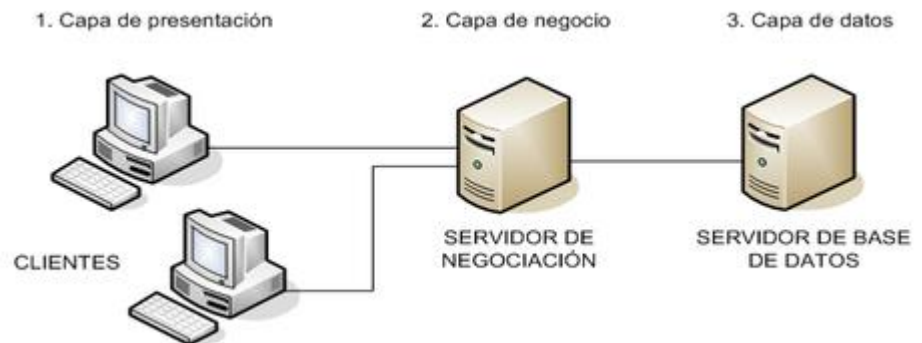 1. Capa de presentación
2. Capa de negocio
3. Capa de datos
CLIENTES
SERVIDOR DE
NEGOCIACIÓN
SERVIDOR DE BASE
DE DATOS